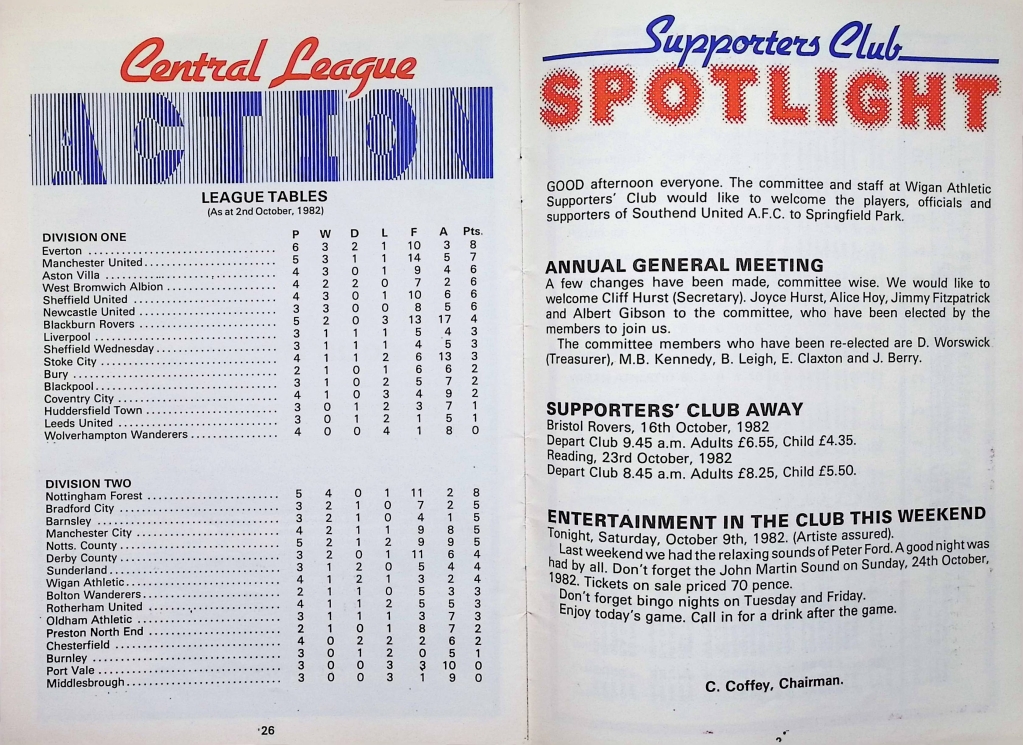 Central League
ACTION
LEAGUE TABLES
(As at 2nd October, 1982)
DIVISION ONE P W D L F A Pts.
Everton 6 3 2 1 10 3 8
Manchester United 5 3 1 1 14 5 7
Aston Villa 4 3 0 1 9 4 6
West Bromwich Albion 4 2 2 0 7 2 6
Sheffield United 4 3 0 1 10 6 6
Newcastle United 3 3 0 0 8 5 6
Blackburn Rovers 5 2 0 3 13 17 4
Liverpool 3 1 1 1 5 4 3
Sheffield Wednesday 3 1 1 1 4 5 3
Stoke City 4 1 1 2 6 13 3
Bury 2 1 0 1 6 6 2
Blackpool 3 1 0 2 5 7 2
Coventry City 4 1 0 3 4 9 2
Huddersfield Town 3 0 1 2 3 7 1
Leeds United 3 0 1 2 1 5 1
Wolverhampton Wanderers 4 0 0 4 1 8 0
DIVISION TWO
Nottingham Forest 5 4 0 1 11 2 8
Bradford City 3 2 1 0 7 2 5
Barnsley 3 2 1 0 4 1 5
Manchester City 4 2 1 1 9 8 5
Notts. County 5 2 1 2 9 9 5
Derby County 3 2 0 1 11 6 4
Sunderland 3 1 2 0 5 4 4
Wigan Athletic 4 1 2 1 3 2 4
Bolton Wanderers 2 1 1 0 5 3 3
Rotherham United 4 1 1 2 5 5 3
Oldham Athletic 3 1 1 1 3 7 3
Preston North End 2 1 0 1 8 7 2
Chesterfield 4 0 2 2 2 6 2
Burnley 3 0 1 2 0 5 1
Port Vale 3 0 0 3 3 10 0
Middlesbrough 3 0 0 3 1 9 0
26
Supporters Club
SPOTLIGHT
GOOD afternoon everyone. The committee and staff at Wigan Athletic
Supporters' Club would like to welcome the players, officials and
supporters of Southend United A.F.C. to Springfield Park.
ANNUAL GENERAL MEETING
A few changes have been made, committee wise. We would like to
welcome Cliff Hurst (Secretary). Joyce Hurst, Alice Hoy, Jimmy Fitzpatrick
and Albert Gibson to the committee, who have been elected by the
members to join us.
The committee members who have been re-elected are D. Worswick
(Treasurer), M.B. Kennedy, B. Leigh, E. Claxton and J. Berry.
SUPPORTERS' CLUB AWAY
Bristol Rovers, 16th October, 1982
Depart Club 9.45 a.m. Adults £6.55, Child £4.35.
Reading, 23rd October, 1982
Depart Club 8.45 a.m. Adults £8.25, Child £5.50.
ENTERTAINMENT IN THE CLUB THIS WEEKEND
Tonight, Saturday, October 9th, 1982. (Artiste assured).
Last weekend we had the relaxing sounds of Peter Ford. A good night was
had by all. Don't forget the John Martin Sound on Sunday, 24th October,
1982. Tickets on sale priced 70 pence.
Don't forget bingo nights on Tuesday and Friday.
Enjoy today's game. Call in for a drink after the game.
C. Coffey, Chairman.